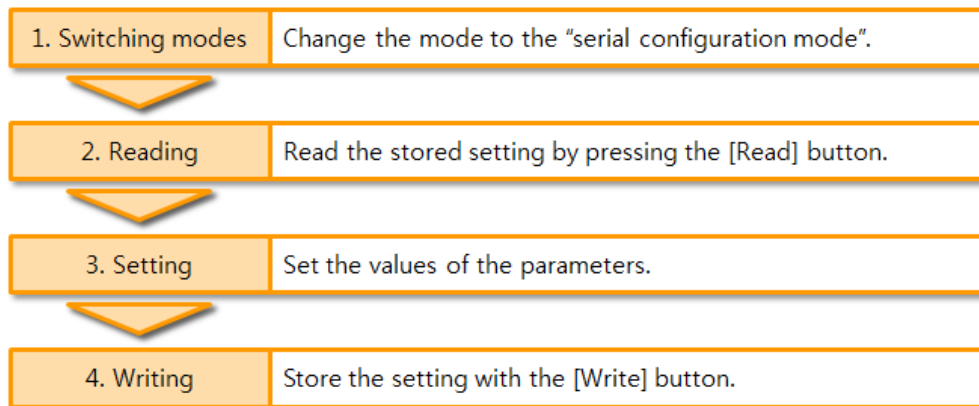 1. Switching modes Change the mode to the “serial configuration mode”.
2. Reading Read the stored setting by pressing the [Read] button.
3. Setting Set the values of the parameters.
4. Writing Store the setting with the [Write] button.